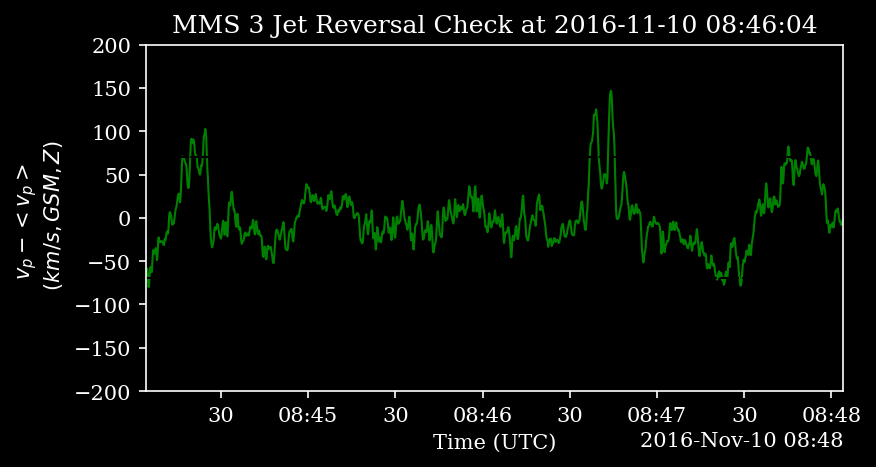 MMS 3 Jet Reversal Check at 2016-11-10 08:46:04
200
150
100
50
0
−50
−100
−150
−200
v_p − < v_p >
(km/s, GSM, Z)
30 08:45 30 08:46 30 08:47 30 08:48
Time (UTC)
2016-Nov-10 08:48